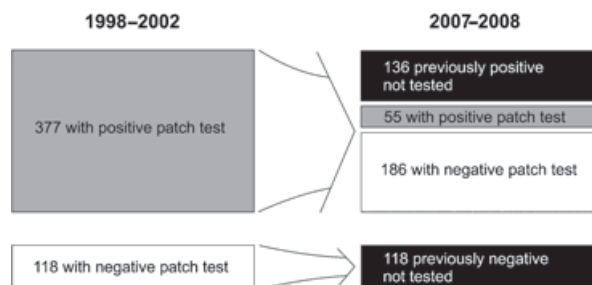 1998–2002
2007–2008
377 with positive patch test
136 previously positive
not tested
55 with positive patch test
186 with negative patch test
118 with negative patch test
118 previously negative
not tested